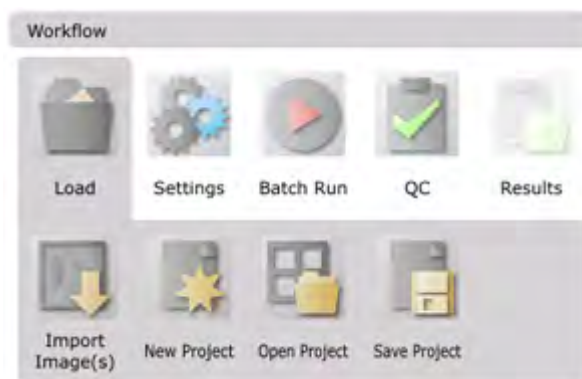 Workflow
Load Settings Batch Run QC Results
Import
Image(s) New Project Open Project Save Project